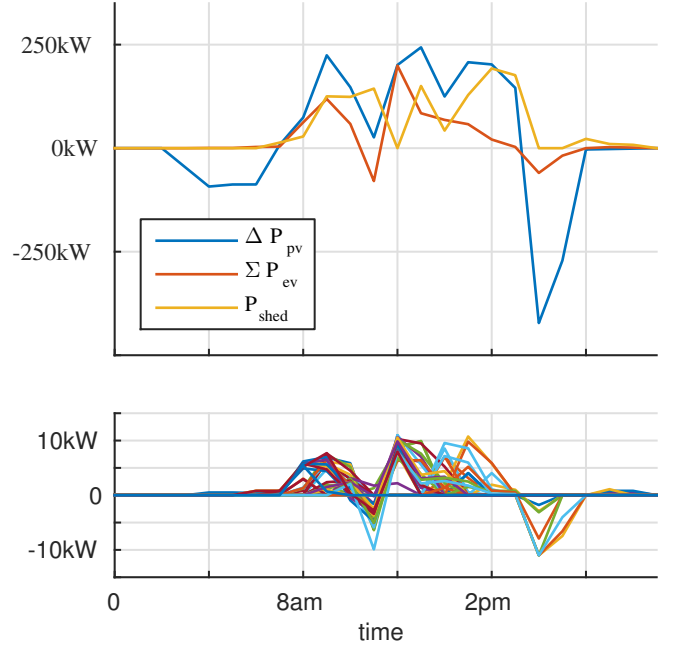 250kW
0kW
-250kW
Δ P_pv
Σ P_ev
P_shed
10kW
0
-10kW
0 8am 2pm
time